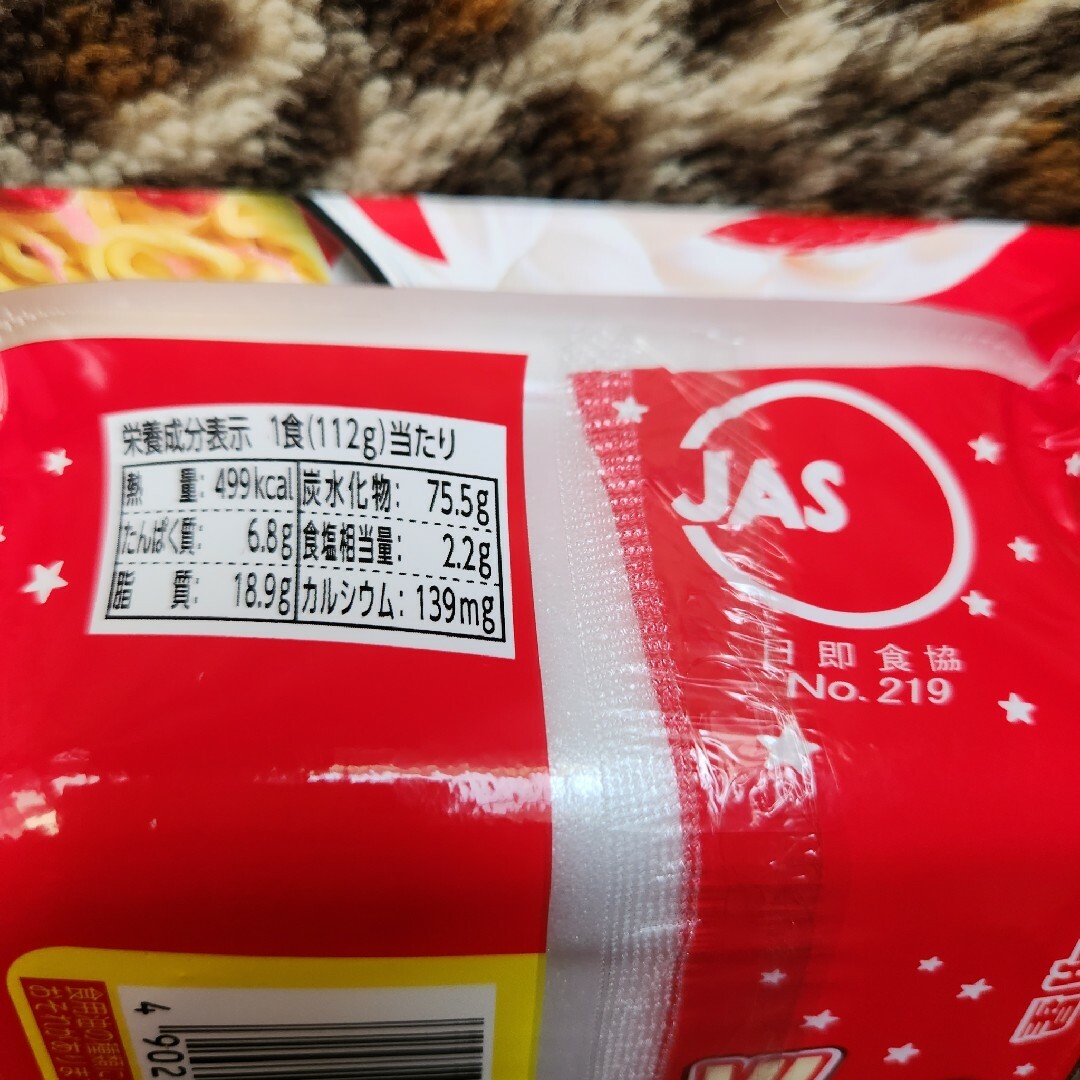 栄養成分表示 1食(112g)当たり
熱量: 499kcal
炭水化物: 75.5g
たんぱく質: 6.8g
食塩相当量: 2.2g
脂質: 18.9g
カルシウム: 139mg
JAS
日即食協
No. 219
4 902